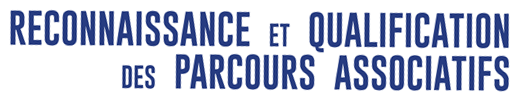 RECONNAISSANCE ET QUALIFICATION
DES PARCOURS ASSOCIATIFS